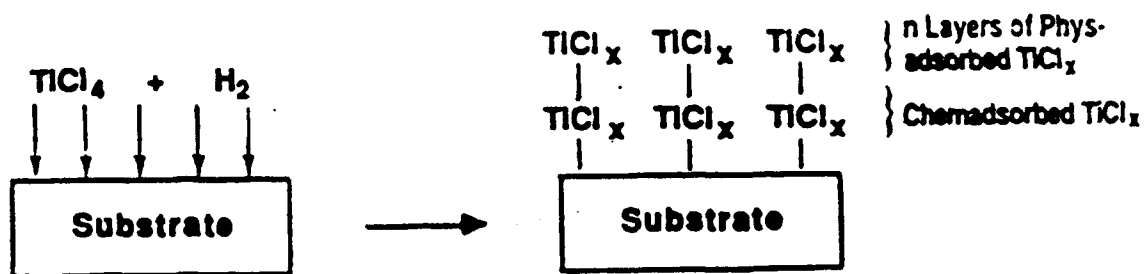 TiCl₄ + H₂
Substrate
TiClₓ TiClₓ TiClₓ
n Layers of Phys-
adsorbed TiClₓ
TiClₓ TiClₓ TiClₓ
Chemadsorbed TiClₓ
Substrate